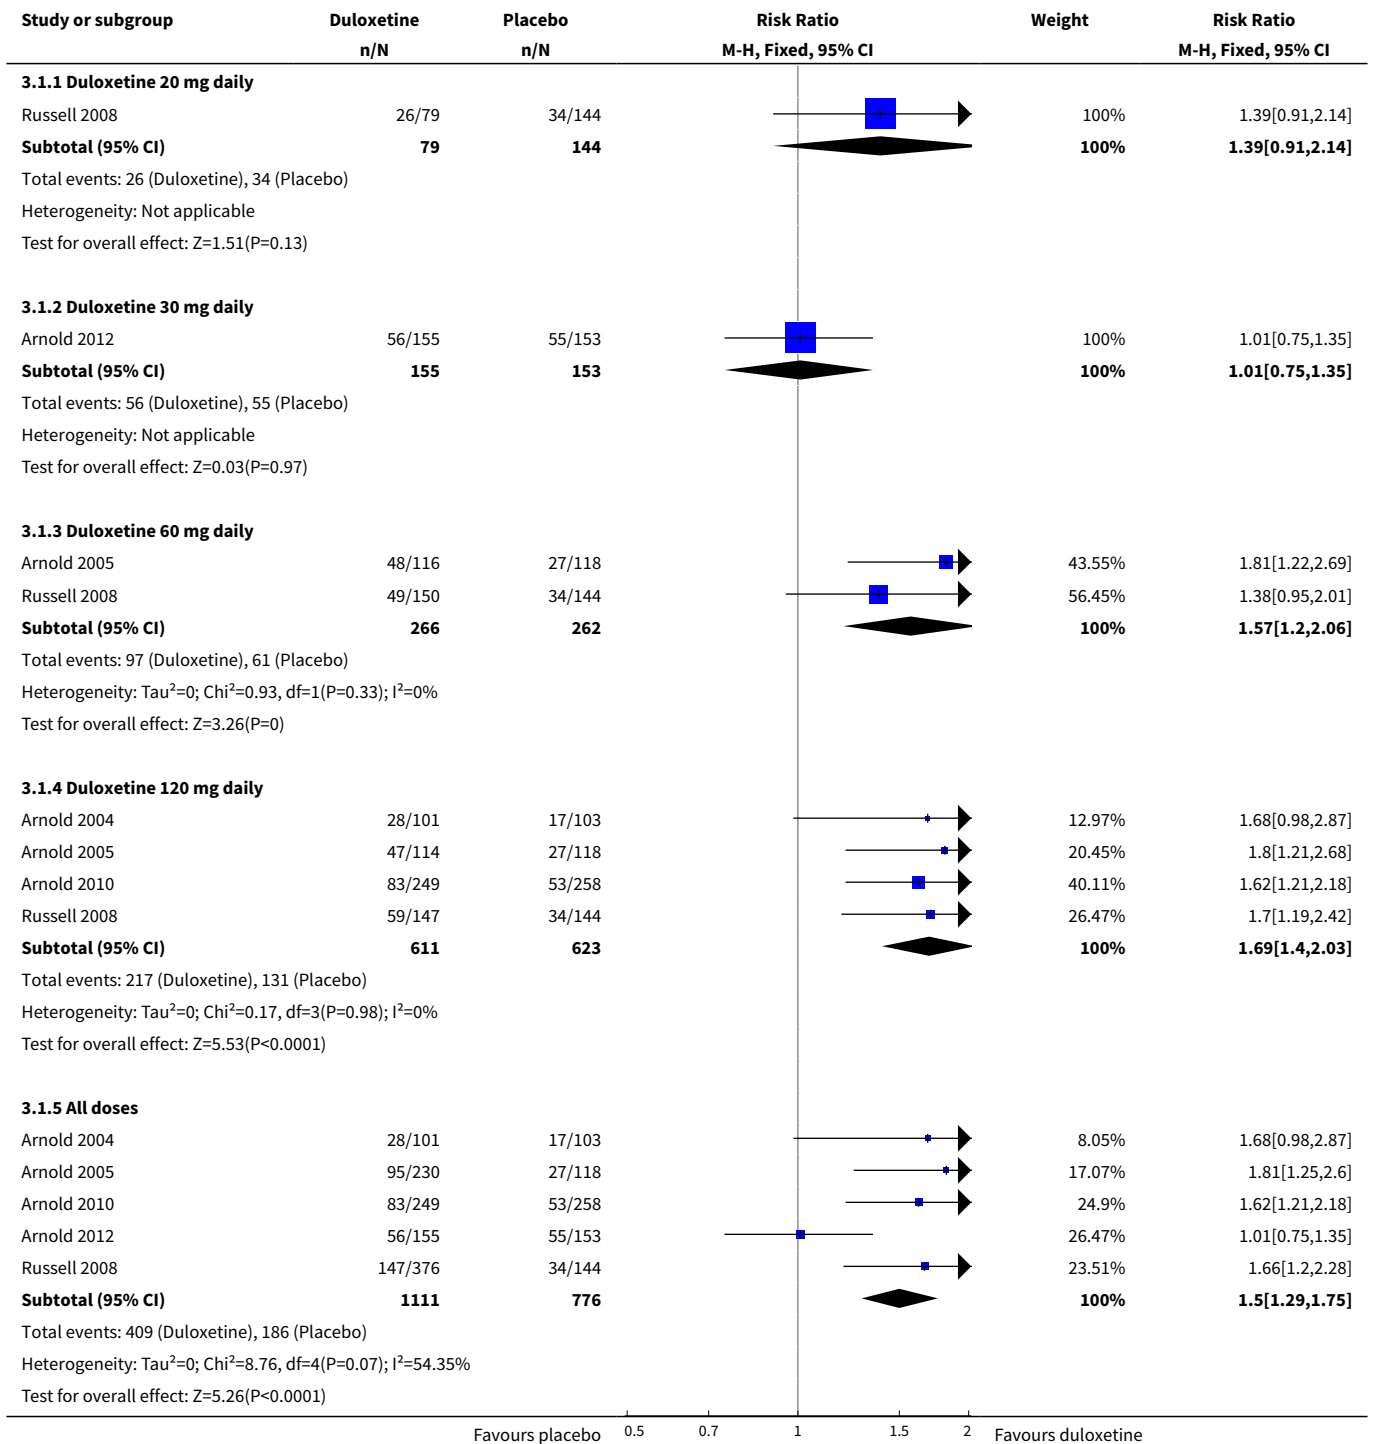 Study or subgroup Duloxetine Placebo Risk Ratio Weight Risk Ratio
n/N n/N M-H, Fixed, 95% CI M-H, Fixed, 95% CI
3.1.1 Duloxetine 20 mg daily
Russell 2008 26/79 34/144 100% 1.39[0.91,2.14]
Subtotal (95% CI) 79 144 100% 1.39[0.91,2.14]
Total events: 26 (Duloxetine), 34 (Placebo)
Heterogeneity: Not applicable
Test for overall effect: Z=1.51(P=0.13)
3.1.2 Duloxetine 30 mg daily
Arnold 2012 56/155 55/153 100% 1.01[0.75,1.35]
Subtotal (95% CI) 155 153 100% 1.01[0.75,1.35]
Total events: 56 (Duloxetine), 55 (Placebo)
Heterogeneity: Not applicable
Test for overall effect: Z=0.03(P=0.97)
3.1.3 Duloxetine 60 mg daily
Arnold 2005 48/116 27/118 43.55% 1.81[1.22,2.69]
Russell 2008 49/150 34/144 56.45% 1.38[0.95,2.01]
Subtotal (95% CI) 266 262 100% 1.57[1.2,2.06]
Total events: 97 (Duloxetine), 61 (Placebo)
Heterogeneity: Tau²=0; Chi²=0.93, df=1(P=0.33); I²=0%
Test for overall effect: Z=3.26(P=0)
3.1.4 Duloxetine 120 mg daily
Arnold 2004 28/101 17/103 12.97% 1.68[0.98,2.87]
Arnold 2005 47/114 27/118 20.45% 1.8[1.21,2.68]
Arnold 2010 83/249 53/258 40.11% 1.62[1.21,2.18]
Russell 2008 59/147 34/144 26.47% 1.7[1.19,2.42]
Subtotal (95% CI) 611 623 100% 1.69[1.4,2.03]
Total events: 217 (Duloxetine), 131 (Placebo)
Heterogeneity: Tau²=0; Chi²=0.17, df=3(P=0.98); I²=0%
Test for overall effect: Z=5.53(P<0.0001)
3.1.5 All doses
Arnold 2004 28/101 17/103 8.05% 1.68[0.98,2.87]
Arnold 2005 95/230 27/118 17.07% 1.81[1.25,2.6]
Arnold 2010 83/249 53/258 24.9% 1.62[1.21,2.18]
Arnold 2012 56/155 55/153 26.47% 1.01[0.75,1.35]
Russell 2008 147/376 34/144 23.51% 1.66[1.2,2.28]
Subtotal (95% CI) 1111 776 100% 1.5[1.29,1.75]
Total events: 409 (Duloxetine), 186 (Placebo)
Heterogeneity: Tau²=0; Chi²=8.76, df=4(P=0.07); I²=54.35%
Test for overall effect: Z=5.26(P<0.0001)
Favours placebo 0.5 0.7 1 1.5 2 Favours duloxetine